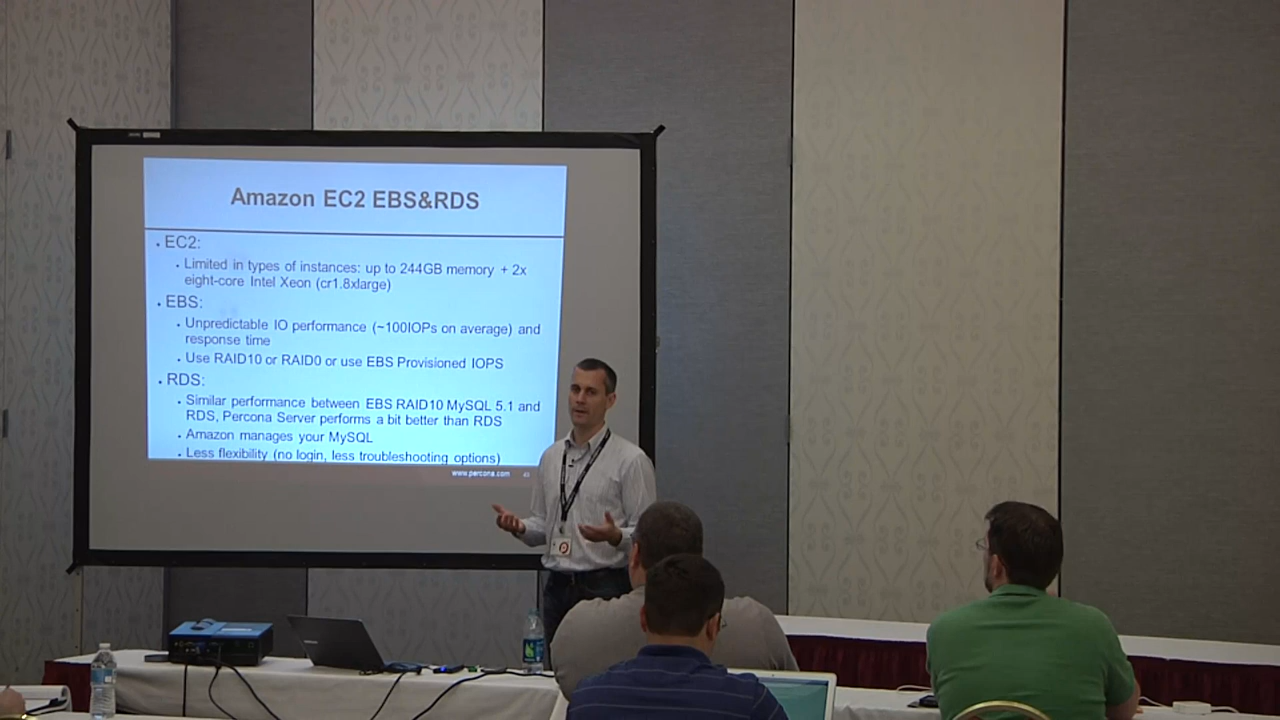 Amazon EC2 EBS&RDS
• EC2:
• Limited in types of instances: up to 244GB memory + 2x
eight-core Intel Xeon (cr1.8xlarge)
• EBS:
• Unpredictable IO performance (~100IOPs on average) and
response time
• Use RAID10 or RAID0 or use EBS Provisioned IOPS
• RDS:
• Similar performance between EBS RAID10 MySQL 5.1 and
RDS, Percona Server performs a bit better than RDS
• Amazon manages your MySQL
• Less flexibility (no login, less troubleshooting options)
www.percona.com